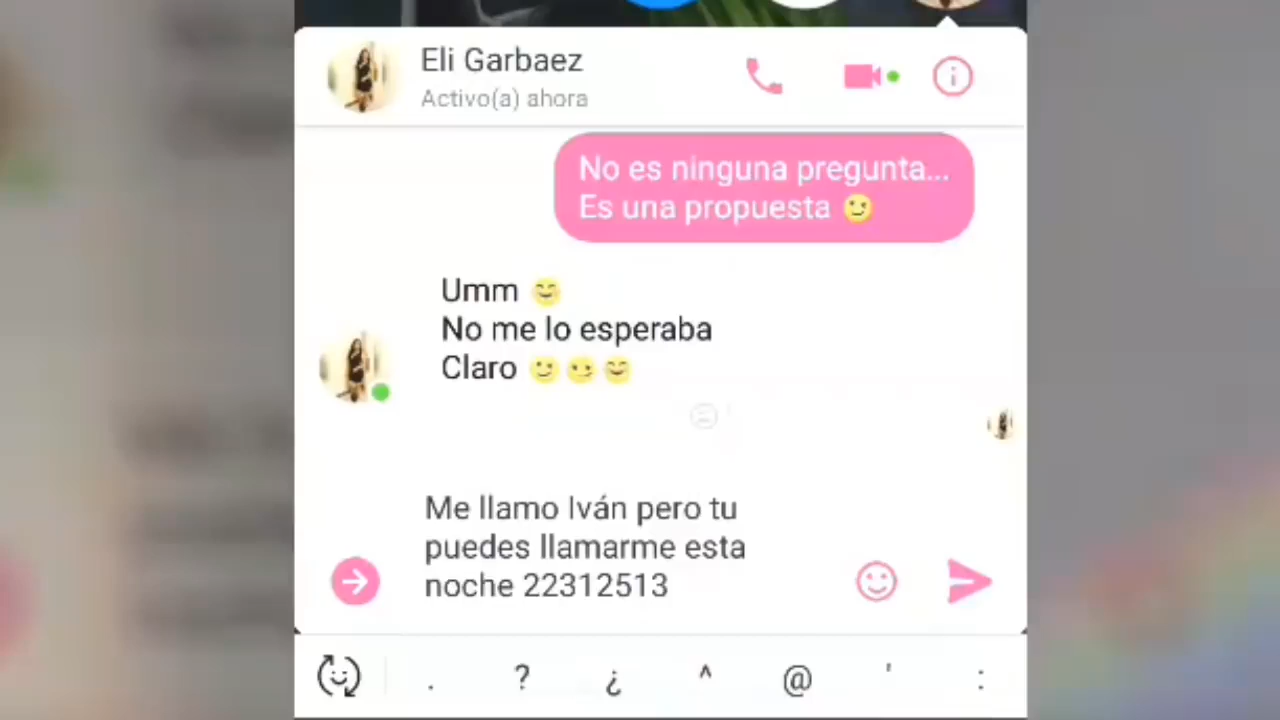 Eli Garbaez
Activo(a) ahora
No es ninguna pregunta...
Es una propuesta 😉
Umm 😄
No me lo esperaba
Claro 😉😏😄
Me llamo Iván pero tu
puedes llamarme esta
noche 22312513
. ? ¿ ^ @ ' :